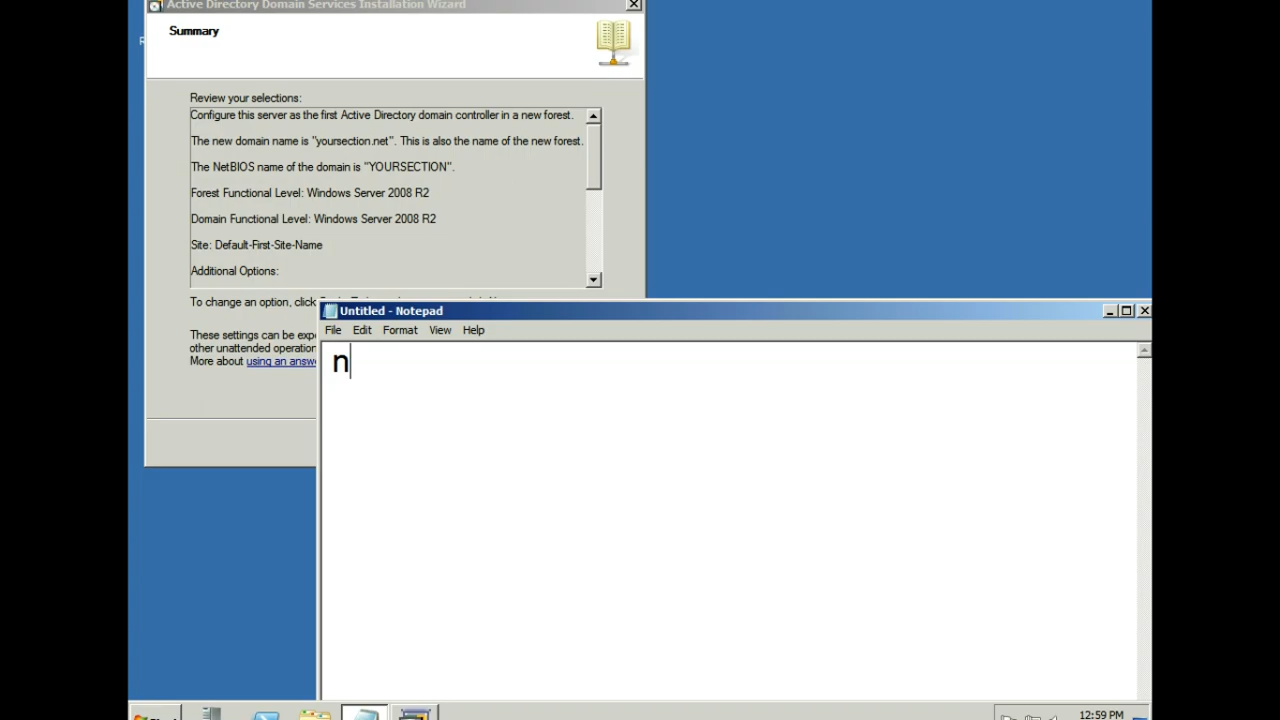 Active Directory Domain Services Installation Wizard
Summary
Review your selections:
Configure this server as the first Active Directory domain controller in a new forest.
The new domain name is "yoursection.net". This is also the name of the new forest.
The NetBIOS name of the domain is "YOURSECTION".
Forest Functional Level: Windows Server 2008 R2
Domain Functional Level: Windows Server 2008 R2
Site: Default-First-Site-Name
Additional Options:
To change an option, click
These settings can be
other unattended
More about using an
Untitled - Notepad
File Edit Format View Help
n
12:59 PM